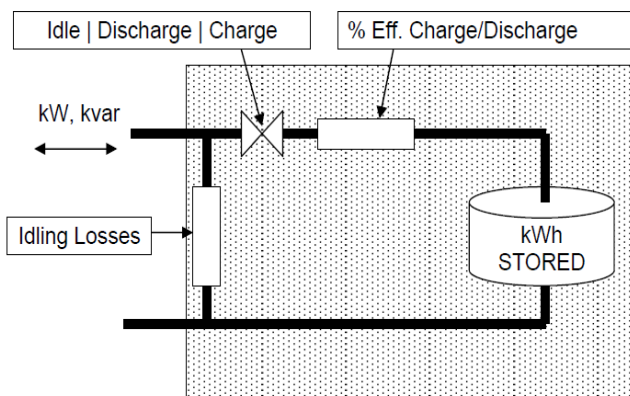 Idle | Discharge | Charge
% Eff. Charge/Discharge
kW, kvar
Idling Losses
kWh
STORED